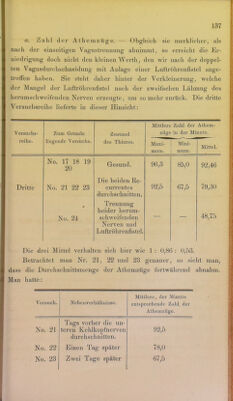 137
a. Zahl der Athemzüge. — Obgleich sie merklicher, als
nach der einseitigen Vagustrennung abnimmt, so erreicht die Er-
niedrigung doch nicht den kleinen Werth, den wir nach der doppel-
ten Vagusdurchschneidung mit Anlage einer Luftröhrenfistel ange-
troffen haben. Sie steht daher hinter der Verkleinerung, welche
der Mangel der Luftröhrenfistel nach der zweifachen Lähmung des
herumschweifenden Nerven erzeugte, um so mehr zurück. Die dritte
Versuchsreihe lieferte in dieser Hinsicht:
Versuchs-
reihe.
Zum Grunde
liegende Versuche.
Zustand
des Thieres.
Mittlere Zahl der Athem-
züge in der Minute.
Maxi-
mum.
Mini-
mum.
Mittel.
Dritte
No. 17 18 19
20
Gesund.
96,3
85,0
92,46
No. 21 22 23
Die beiden Re-
currentes
durchschnitten.
92,5
67,5
79,30
No. 24
Trennung
beider herum-
schweifenden
Nerven und
Luftröhrenfistel.
—
—
48,75
Die drei Mittel verhalten sich hier wie 1 : 0,86 : 0,53.
Betrachtet man Nr. 21, 22 und 23 genauer, so sieht man,
dass die Durchschnittsmenge der Athemzüge fortwährend abnahm.
Man hatte:
Versuch.
Nebenverhältnisse.
Mittlere, der Minute
entsprechende Zahl der
Athemzüge.
No. 21
Tags vorher die un-
teren Kehlkopfnerven
durchschnitten.
92,5
No. 22
Einen Tag später
78,0
No. 23
Zwei Tage später
67,5